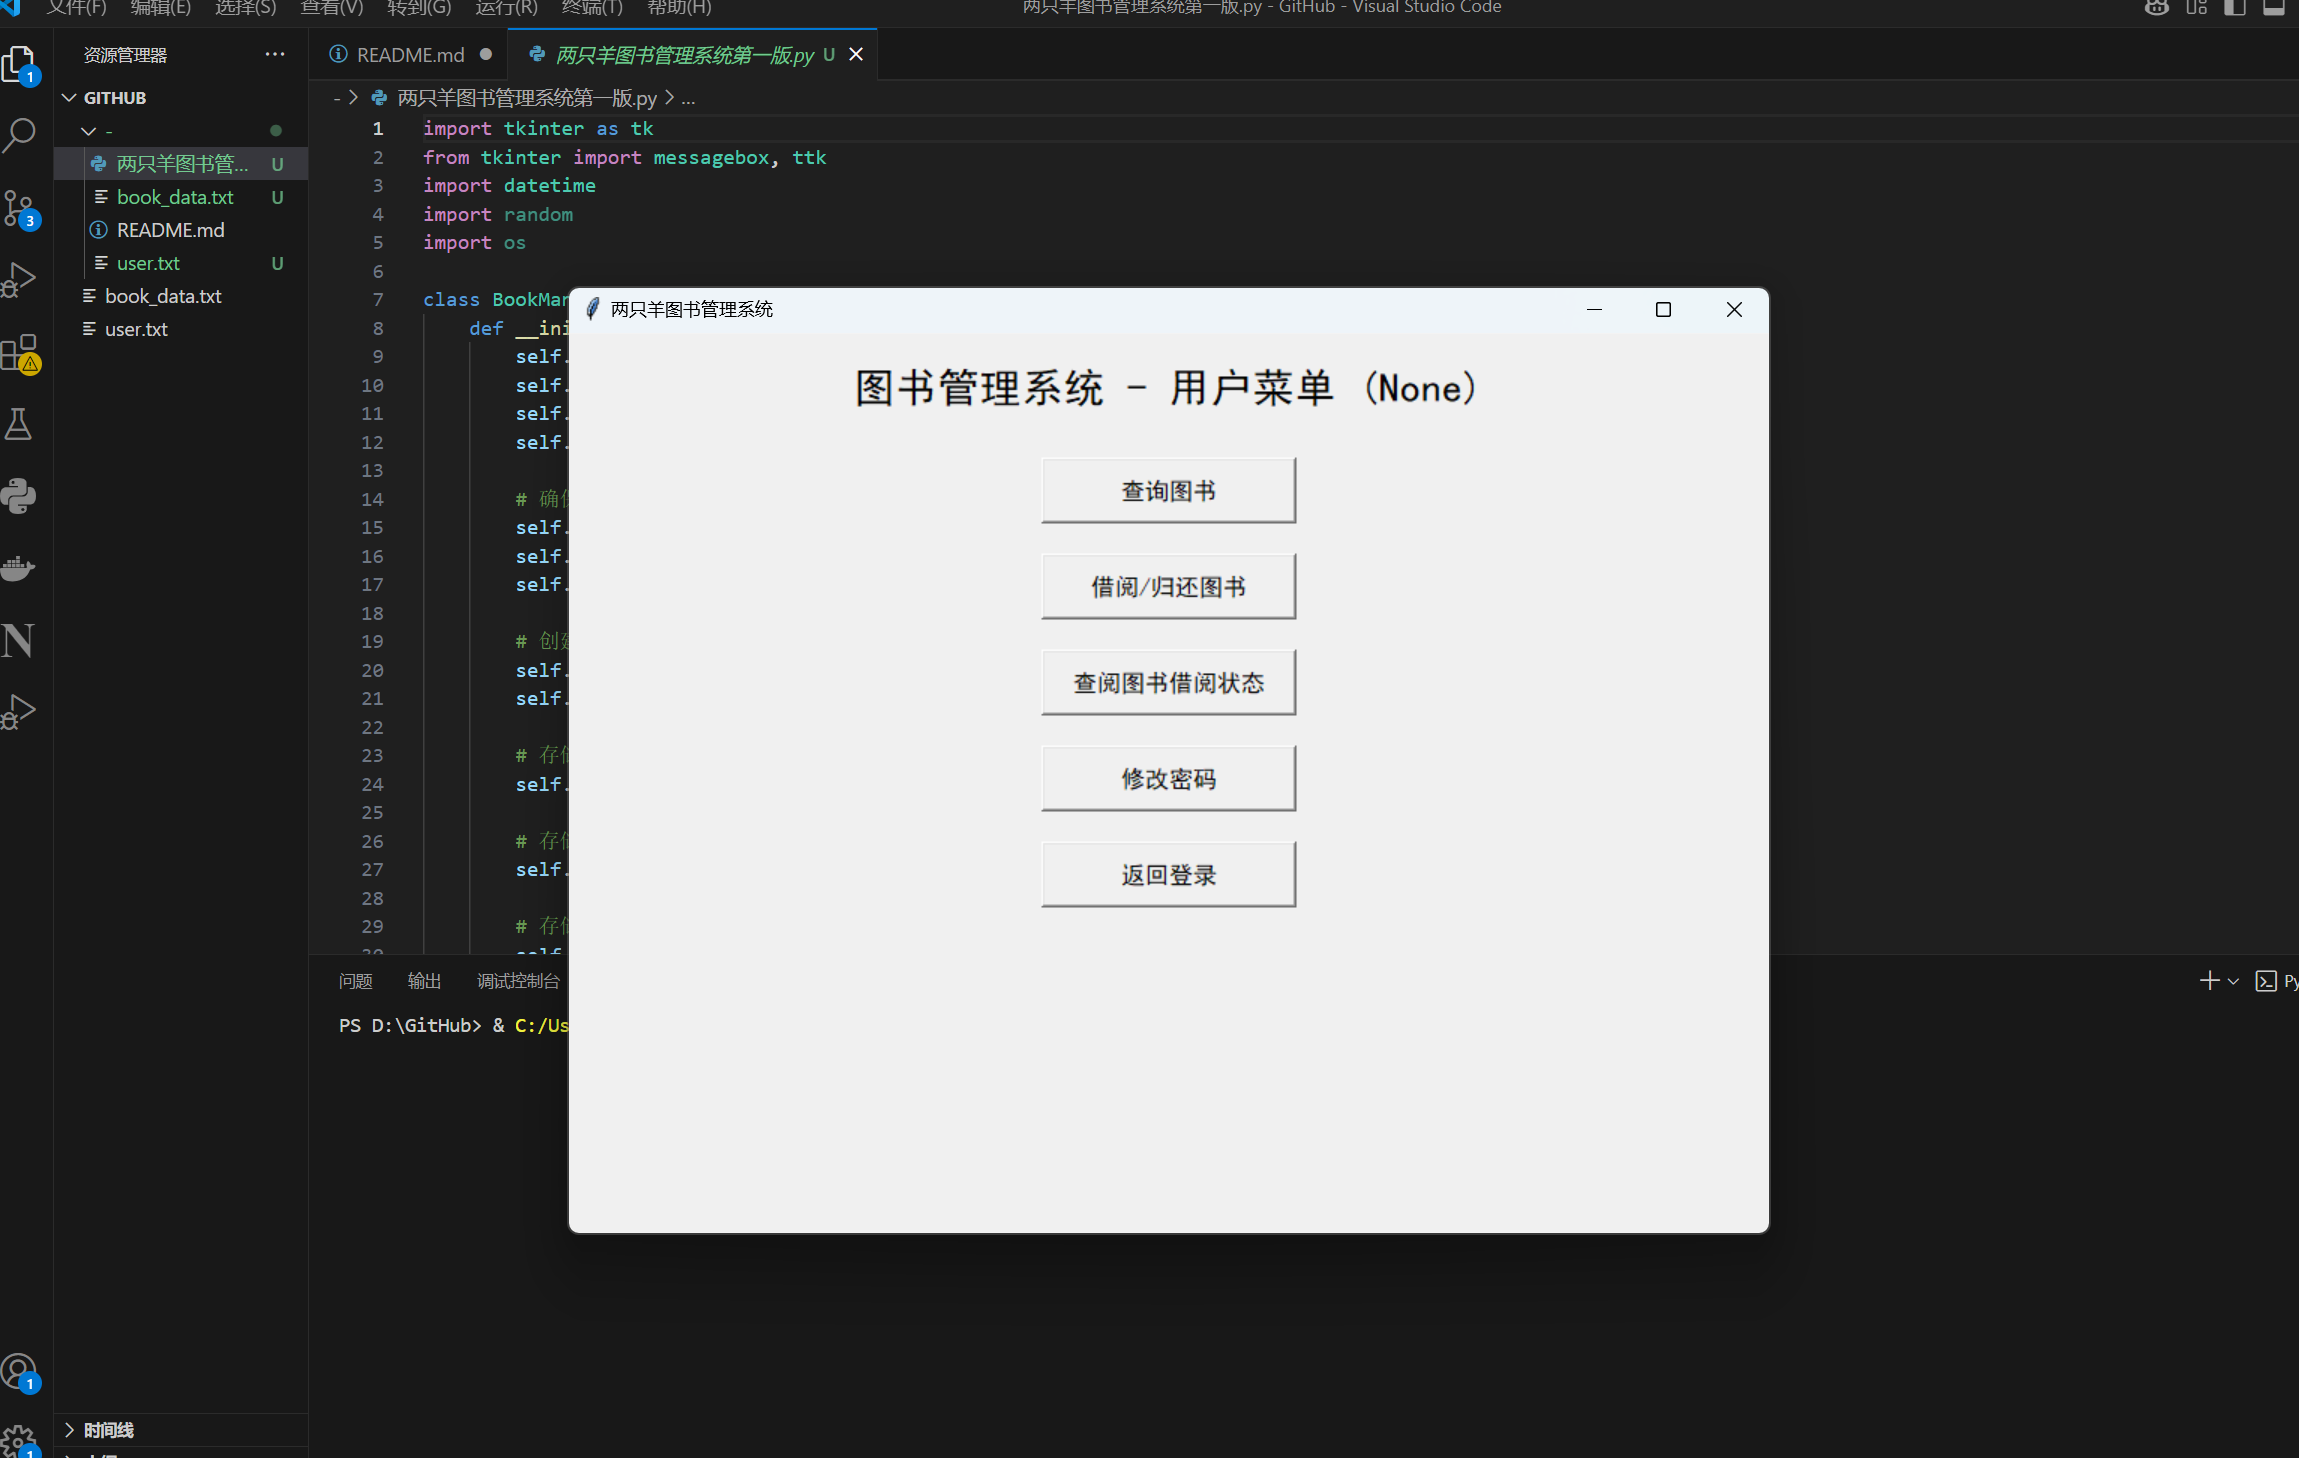 文件(F) 编辑(E) 选择(S) 查看(V) 转到(G) 运行(R) 终端(T) 帮助(H)
两只羊图书管理系统第一版.py - GitHub - Visual Studio Code
资源管理器
README.md
两只羊图书管理系统第一版.py U
GITHUB
- > 两只羊图书管理系统第一版.py > ...
-
两只羊图书管... U
book_data.txt U
README.md
user.txt U
book_data.txt
user.txt
1 import tkinter as tk
2 from tkinter import messagebox, ttk
3 import datetime
4 import random
5 import os
6
7 class BookMan
8 def __ini
9 self.
10 self.
11 self.
12 self.
13
14 # 确
15 self.
16 self.
17 self.
18
19 # 创
20 self.
21 self.
22
23 # 存
24 self.
25
26 # 存
27 self.
28
29 # 存
两只羊图书管理系统
图书管理系统 - 用户菜单 (None)
查询图书
借阅/归还图书
查阅图书借阅状态
修改密码
返回登录
问题 输出 调试控制台
PS D:\GitHub> & C:/Us
Py
1
3
1
1
时间线